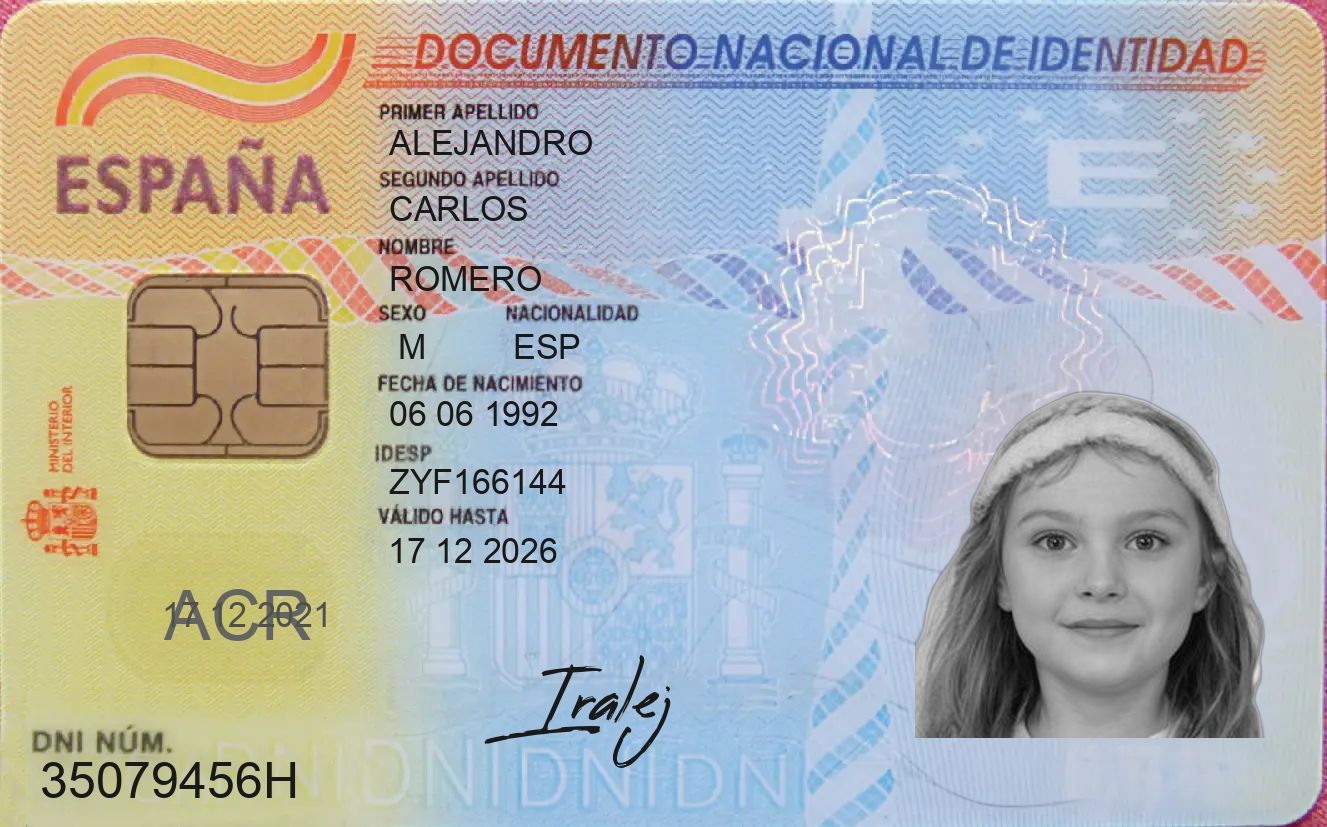 DOCUMENTO NACIONAL DE IDENTIDAD
ESPAÑA
PRIMER APELLIDO
ALEJANDRO
SEGUNDO APELLIDO
CARLOS
NOMBRE
ROMERO
SEXO NACIONALIDAD
M ESP
FECHA DE NACIMIENTO
06 06 1992
IDESP
ZYF166144
VÁLIDO HASTA
17 12 2026
MINISTERIO
DEL INTERIOR
E
ACR
17 12 2021
Iralej
DNI NÚM.
35079456H
DNIDNIDNIDNI